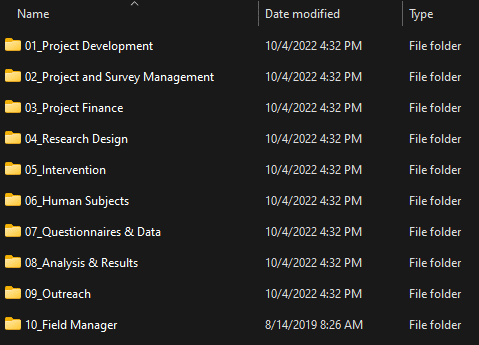 Name Date modified Type
01_Project Development 10/4/2022 4:32 PM File folder
02_Project and Survey Management 10/4/2022 4:32 PM File folder
03_Project Finance 10/4/2022 4:32 PM File folder
04_Research Design 10/4/2022 4:32 PM File folder
05_Intervention 10/4/2022 4:32 PM File folder
06_Human Subjects 10/4/2022 4:32 PM File folder
07_Questionnaires & Data 10/4/2022 4:32 PM File folder
08_Analysis & Results 10/4/2022 4:32 PM File folder
09_Outreach 10/4/2022 4:32 PM File folder
10_Field Manager 8/14/2019 8:26 AM File folder